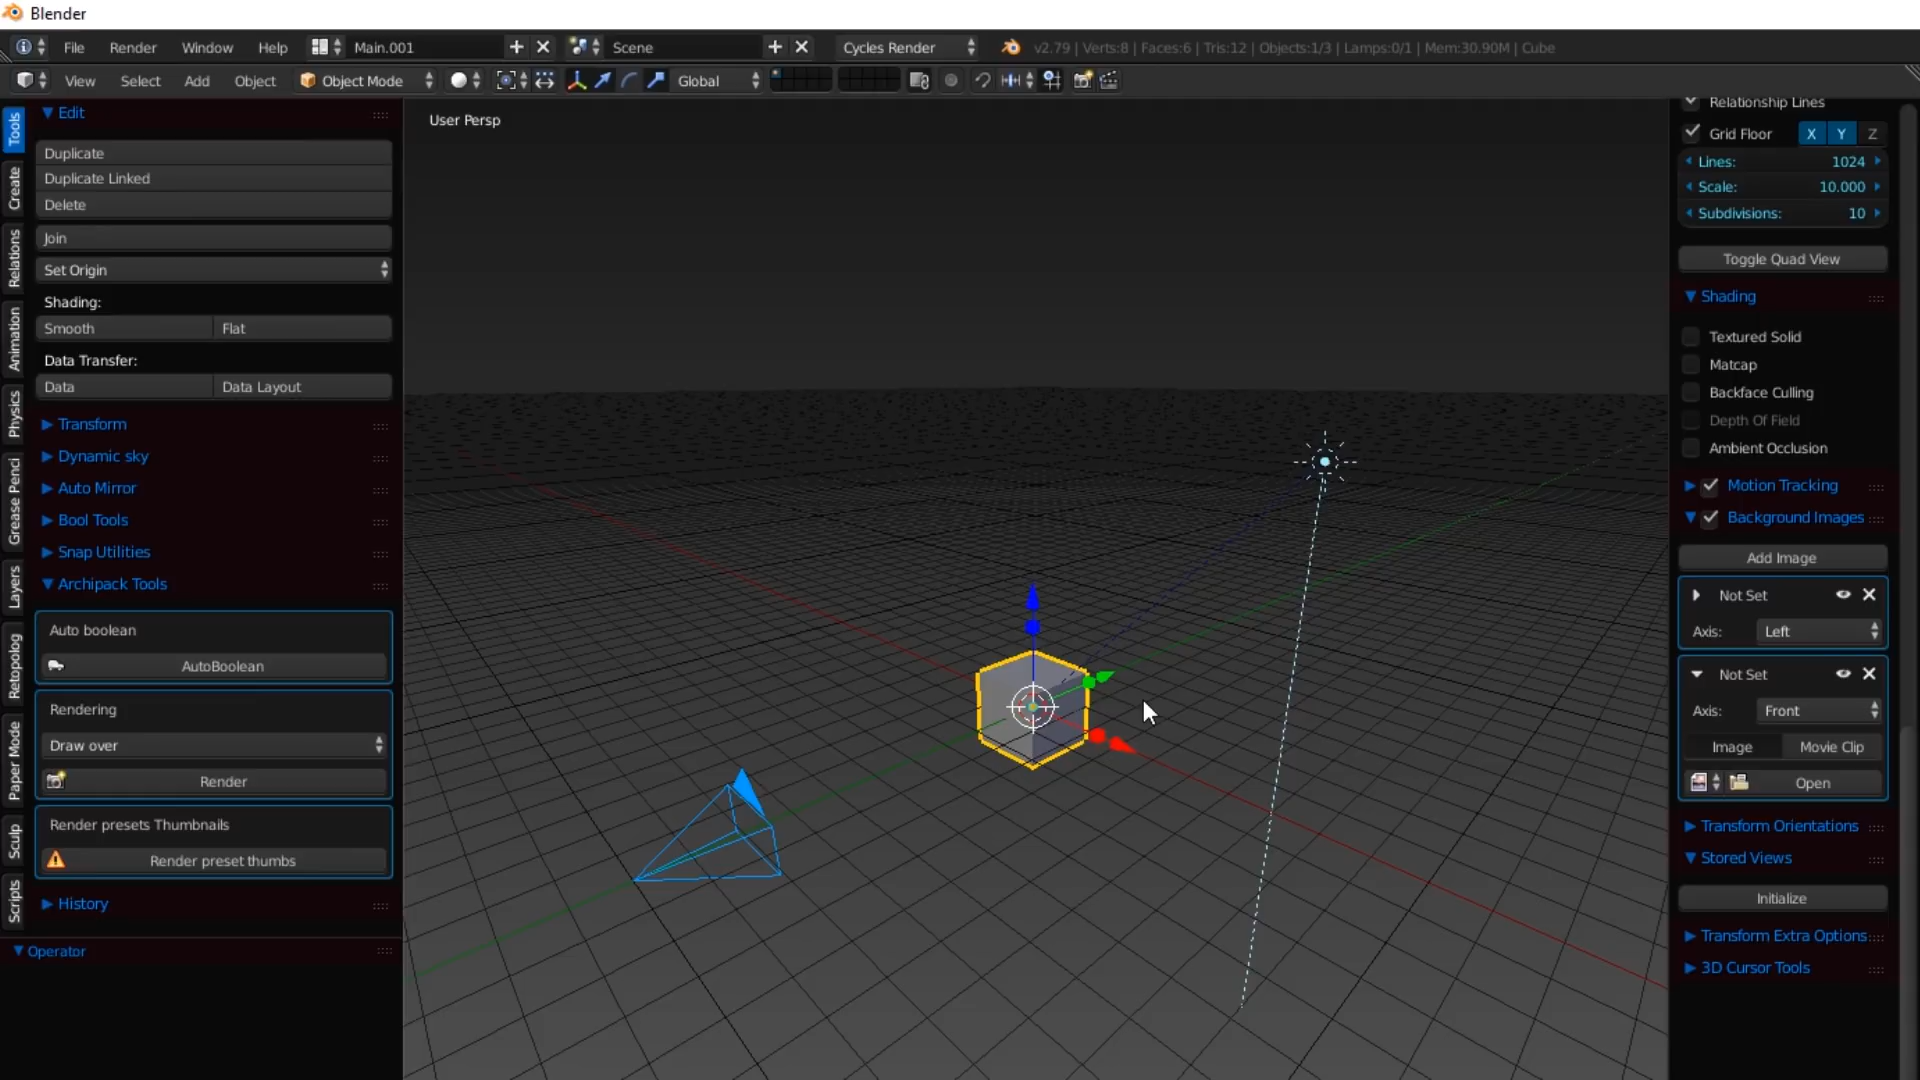 Blender
File Render Window Help Main.001 Scene Cycles Render v2.79 | Verts:8 | Faces:6 | Tris:12 | Objects:1/3 | Lamps:0/1 | Mem:30.90M | Cube
View Select Add Object Object Mode Global
Tools
Create
Relations
Animation
Physics
Grease Penci
Layers
Retopolog
Paper Mode
Sculp
Scripts
Edit
Duplicate
Duplicate Linked
Delete
Join
Set Origin
Shading:
Smooth Flat
Data Transfer:
Data Data Layout
Transform
Dynamic sky
Auto Mirror
Bool Tools
Snap Utilities
Archipack Tools
Auto boolean
AutoBoolean
Rendering
Draw over
Render
Render presets Thumbnails
Render preset thumbs
History
Operator
User Persp
Relationship Lines
Grid Floor X Y Z
Lines: 1024
Scale: 10.000
Subdivisions: 10
Toggle Quad View
Shading
Textured Solid
Matcap
Backface Culling
Depth Of Field
Ambient Occlusion
Motion Tracking
Background Images
Add Image
Not Set
Axis: Left
Not Set
Axis: Front
Image Movie Clip
Open
Transform Orientations
Stored Views
Initialize
Transform Extra Options
3D Cursor Tools